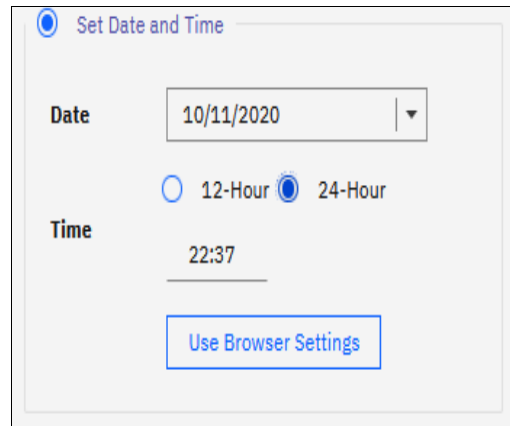 Set Date and Time
Date 10/11/2020
12-Hour 24-Hour
Time
22:37
Use Browser Settings